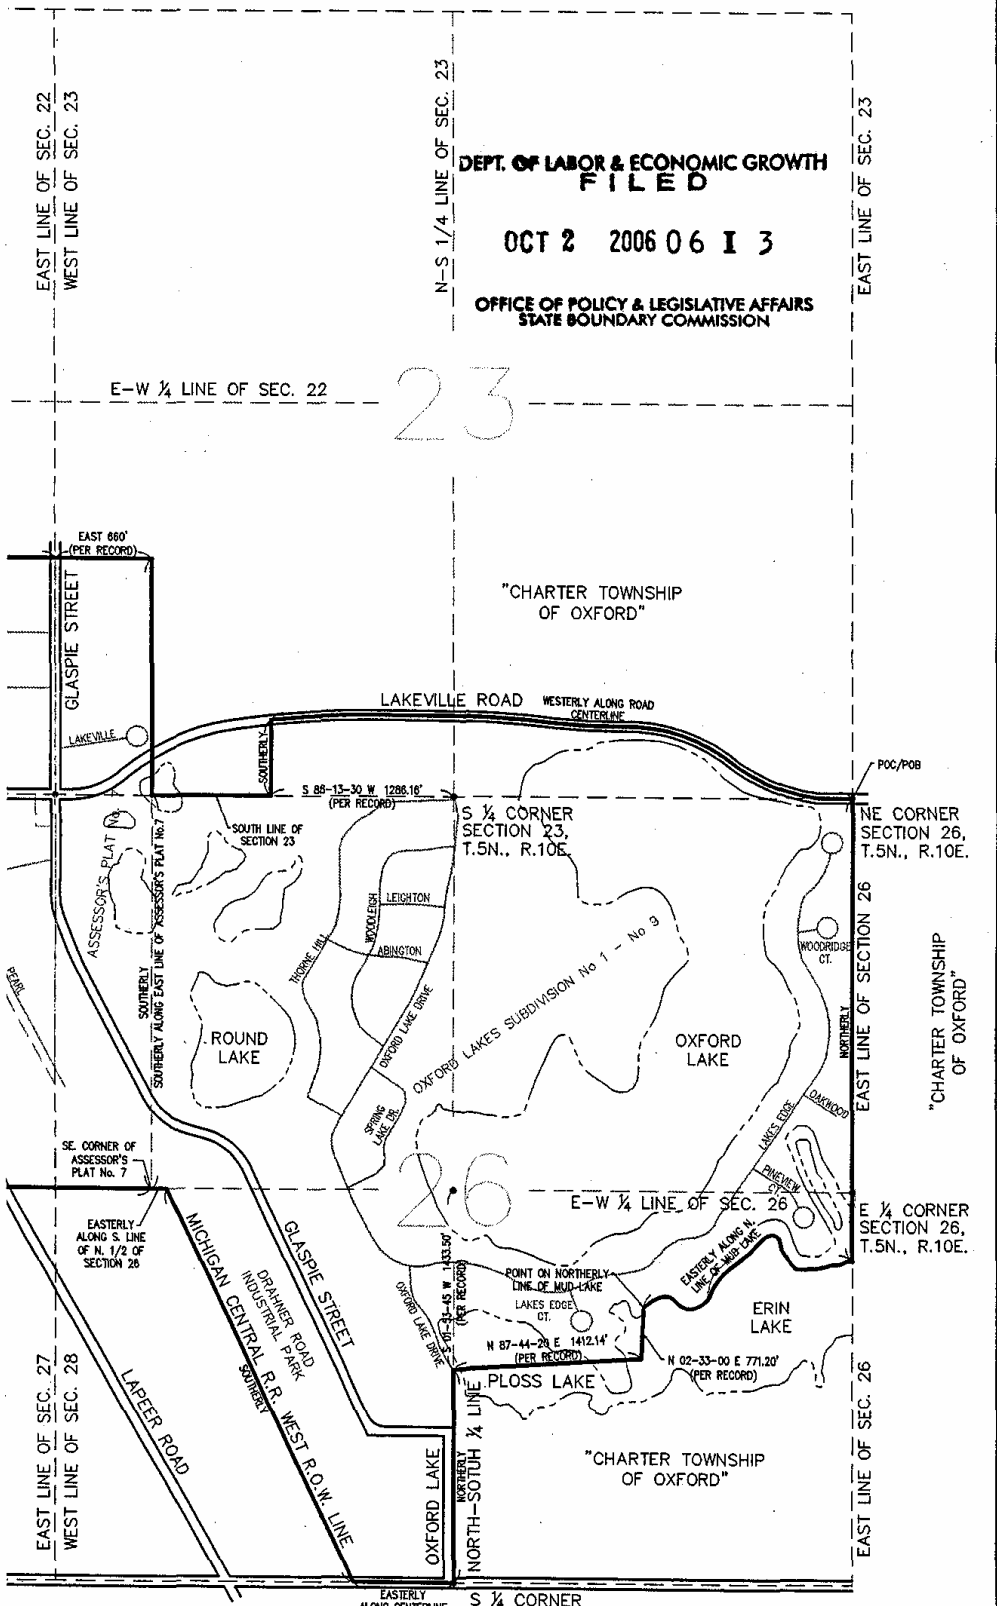 EAST LINE OF SEC. 22
WEST LINE OF SEC. 23
N-S 1/4 LINE OF SEC. 23
EAST LINE OF SEC. 23
DEPT. OF LABOR & ECONOMIC GROWTH
FILED
OCT 2 2006 06 I 3
OFFICE OF POLICY & LEGISLATIVE AFFAIRS
STATE BOUNDARY COMMISSION
E-W ¼ LINE OF SEC. 22
23
EAST 660'
(PER RECORD)
GLASPIE STREET
"CHARTER TOWNSHIP
OF OXFORD"
LAKEVILLE ROAD
WESTERLY ALONG ROAD
CENTERLINE
LAKEVILLE
SOUTHERLY
POC/POB
S 88-13-30 W 1286.16'
(PER RECORD)
S ¼ CORNER
SECTION 23,
T.5N., R.10E.
NE CORNER
SECTION 26,
T.5N., R.10E.
SOUTH LINE OF
SECTION 23
ASSESSOR'S PLAT No.
SOUTHERLY
SOUTHERLY ALONG EAST LINE OF ASSESSOR'S PLAT No.7
LEIGHTON
WOODLEIGH
ABINGTON
THORNE HILL
OXFORD LAKE DRIVE
OXFORD LAKES SUBDIVISION No 1 - No 3
WOODRIDGE
CT.
EAST LINE OF SECTION 26
NORTHERLY
"CHARTER TOWNSHIP
OF OXFORD"
PEARL
ROUND
LAKE
OXFORD
LAKE
SPRING
LAKE DR.
LAKES EDGE
OAKWOOD
PINEVIEW
CT.
SE. CORNER OF
ASSESSOR'S
PLAT No. 7
26
E-W ¼ LINE OF SEC. 26
E ¼ CORNER
SECTION 26,
T.5N., R.10E.
EASTERLY
ALONG S. LINE
OF N. 1/2 OF
SECTION 26
MICHIGAN CENTRAL R.R. WEST R.O.W. LINE
SOUTHERLY
DRAHNER ROAD
INDUSTRIAL PARK
GLASPIE STREET
OXFORD LAKE DRIVE
S 01-53-45 W 1433.50'
(PER RECORD)
POINT ON NORTHERLY
LINE OF MUD LAKE
EASTERLY ALONG N.
LINE OF MUD LAKE
LAKES EDGE
CT.
ERIN
LAKE
N 87-44-20 E 1412.14'
(PER RECORD)
N 02-33-00 E 771.20'
(PER RECORD)
PLOSS LAKE
EAST LINE OF SEC. 27
WEST LINE OF SEC. 28
LAPEER ROAD
OXFORD LAKE
NORTHERLY
NORTH-SOTUH ¼ LINE
"CHARTER TOWNSHIP
OF OXFORD"
EAST LINE OF SEC. 26
EASTERLY
ALONG CENTERLINE
S ¼ CORNER